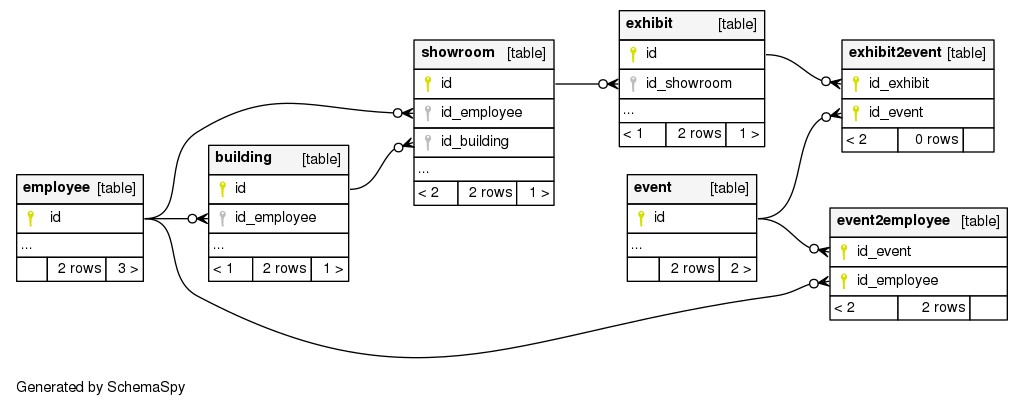 employee [table]
id
...
2 rows 3 >
building [table]
id
id_employee
...
< 1 2 rows 1 >
showroom [table]
id
id_employee
id_building
...
< 2 2 rows 1 >
exhibit [table]
id
id_showroom
...
< 1 2 rows 1 >
event [table]
id
...
2 rows 2 >
exhibit2event [table]
id_exhibit
id_event
< 2 0 rows
event2employee [table]
id_event
id_employee
< 2 2 rows
Generated by SchemaSpy